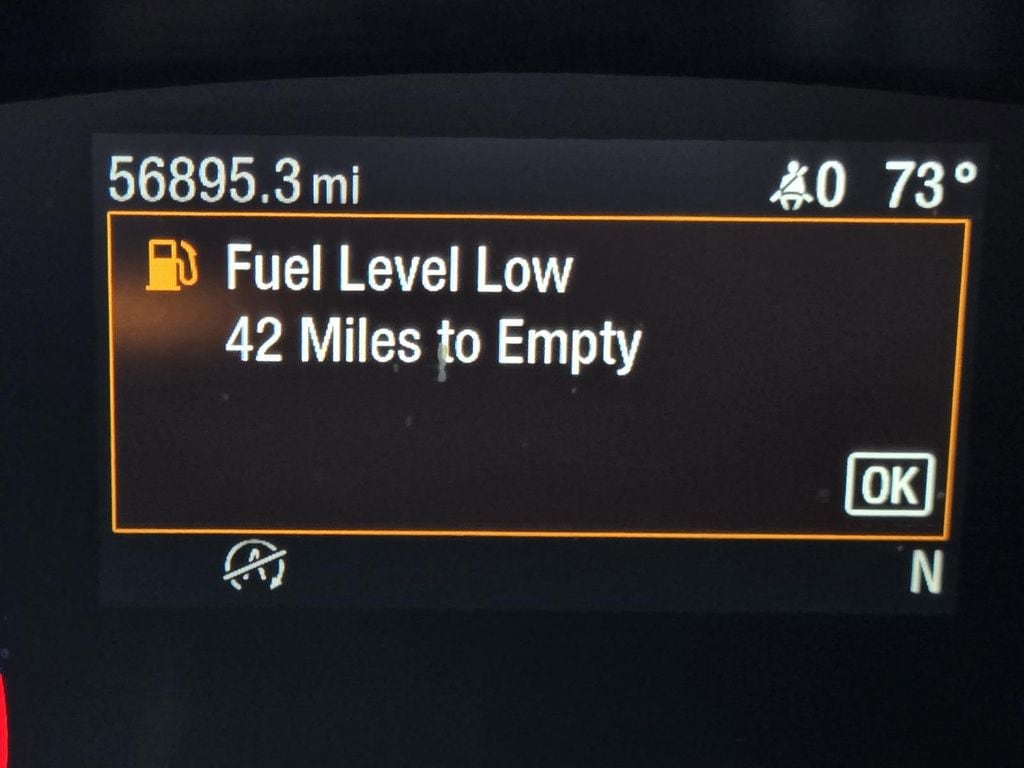 56895.3 mi 0 73°
Fuel Level Low
42 Miles to Empty
OK
A
N